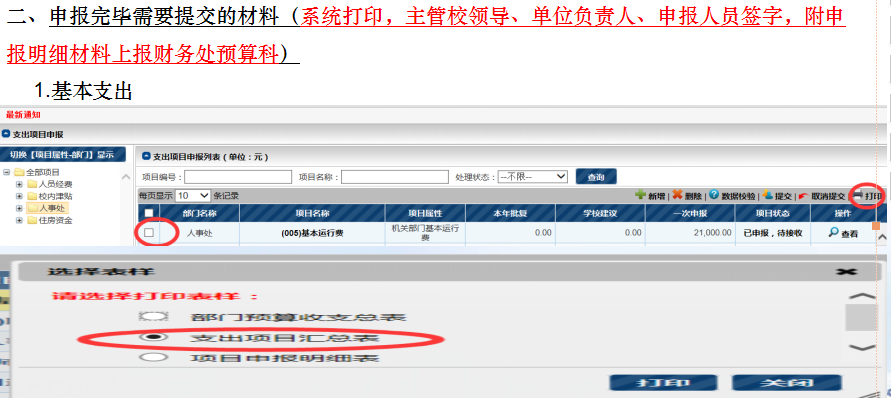 二、申报完毕需要提交的材料（系统打印，主管校领导、单位负责人、申报人员签字，附申
报明细材料上报财务处预算科）
1.基本支出
最新通知
支出项目申报
切换【项目属性-部门】显示
支出项目申报列表（单位：元）
全部项目
人员经费
校内津贴
人事处
住房资金
项目编号： 项目名称： 处理状态： --不限-- 查询
每页显示 10 条记录 新增 | 删除 | 数据校验 | 提交 | 取消提交 | 打印
部门名称 项目名称 项目属性 本年批复 学校建议 一次申报 项目状态 操作
人事处 (005)基本运行费 机关部门基本运行费 0.00 0.00 21,000.00 已申报，待接收 查看
选择表样
请选择打印表样：
部门预算收支总表
支出项目汇总表
项目申报明细表
打印 关闭